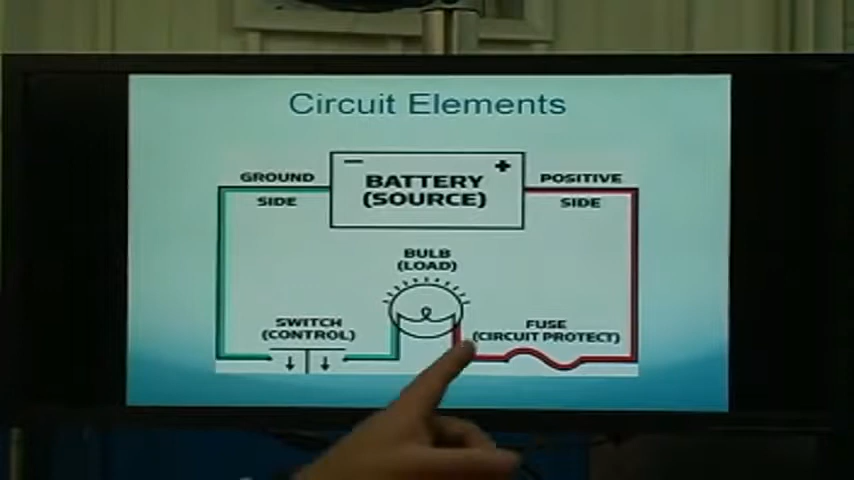 Circuit Elements
− +
GROUND
SIDE
BATTERY
(SOURCE)
POSITIVE
SIDE
BULB
(LOAD)
SWITCH
(CONTROL)
FUSE
(CIRCUIT PROTECT)